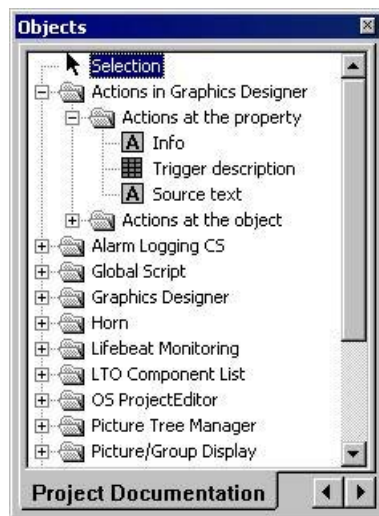 Objects
Selection
Actions in Graphics Designer
Actions at the property
A Info
Trigger description
A Source text
Actions at the object
Alarm Logging CS
Global Script
Graphics Designer
Horn
Lifebeat Monitoring
LTO Component List
OS ProjectEditor
Picture Tree Manager
Picture/Group Display
Project Documentation